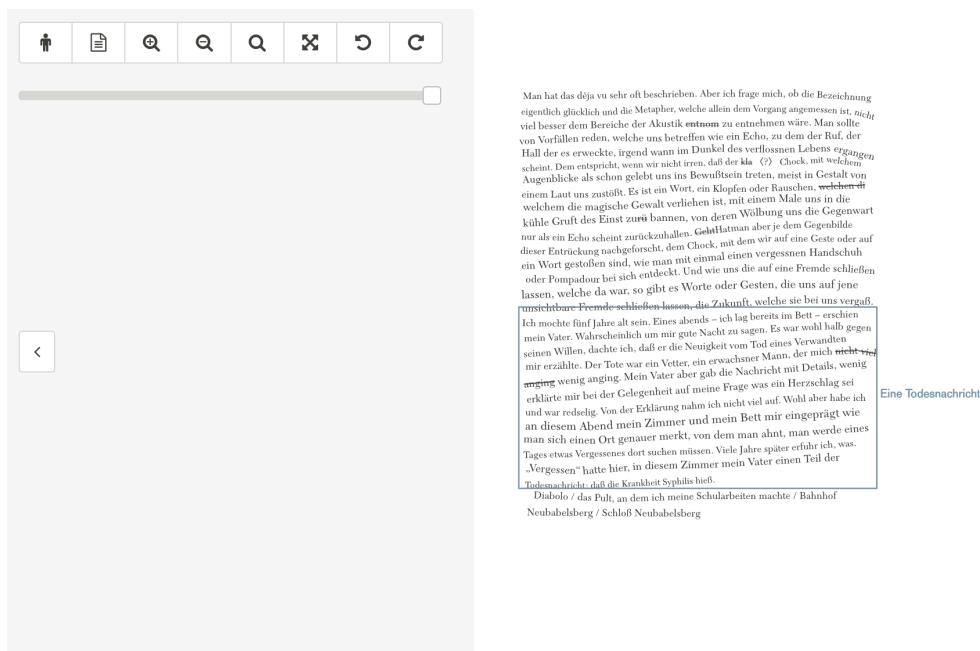 Man hat das déja vu sehr oft beschrieben. Aber ich frage mich, ob die Bezeichnung
eigentlich glücklich und die Metapher, welche allein dem Vorgang angemessen ist, nicht
viel besser dem Bereiche der Akustik entnom zu entnehmen wäre. Man sollte
von Vorfällen reden, welche uns betreffen wie ein Echo, zu dem der Ruf, der
Hall der es erweckte, irgend wann im Dunkel des verflossnen Lebens ergangen
scheint. Dem entspricht, wenn wir nicht irren, daß der kla 〈?〉 Chock, mit welchem
Augenblicke als schon gelebt uns ins Bewußtsein treten, meist in Gestalt von
einem Laut uns zustößt. Es ist ein Wort, ein Klopfen oder Rauschen, welchen di
welchem die magische Gewalt verliehen ist, mit einem Male uns in die
kühle Gruft des Einst zurü bannen, von deren Wölbung uns die Gegenwart
nur als ein Echo scheint zurückzuhallen. GehtHatman aber je dem Gegenbilde
dieser Entrückung nachgeforscht, dem Chock, mit dem wir auf eine Geste oder auf
ein Wort gestoßen sind, wie man mit einmal einen vergessnen Handschuh
oder Pompadour bei sich entdeckt. Und wie uns die auf eine Fremde schließen
lassen, welche da war, so gibt es Worte oder Gesten, die uns auf jene
unsichtbare Fremde schließen lassen, die Zukunft, welche sie bei uns vergaß.
Ich mochte fünf Jahre alt sein. Eines abends – ich lag bereits im Bett – erschien
mein Vater. Wahrscheinlich um mir gute Nacht zu sagen. Es war wohl halb gegen
seinen Willen, dachte ich, daß er die Neuigkeit vom Tod eines Verwandten
mir erzählte. Der Tote war ein Vetter, ein erwachsner Mann, der mich nicht viel
anging wenig anging. Mein Vater aber gab die Nachricht mit Details, wenig
erklärte mir bei der Gelegenheit auf meine Frage was ein Herzschlag sei
und war redselig. Von der Erklärung nahm ich nicht viel auf. Wohl aber habe ich
an diesem Abend mein Zimmer und mein Bett mir eingeprägt wie
man sich einen Ort genauer merkt, von dem man ahnt, man werde eines
Tages etwas Vergessenes dort suchen müssen. Viele Jahre später erfuhr ich, was.
„Vergessen“ hatte hier, in diesem Zimmer mein Vater einen Teil der
Todesnachricht: daß die Krankheit Syphilis hieß.
Eine Todesnachricht
Diabolo / das Pult, an dem ich meine Schularbeiten machte / Bahnhof
Neubabelsberg / Schloß Neubabelsberg